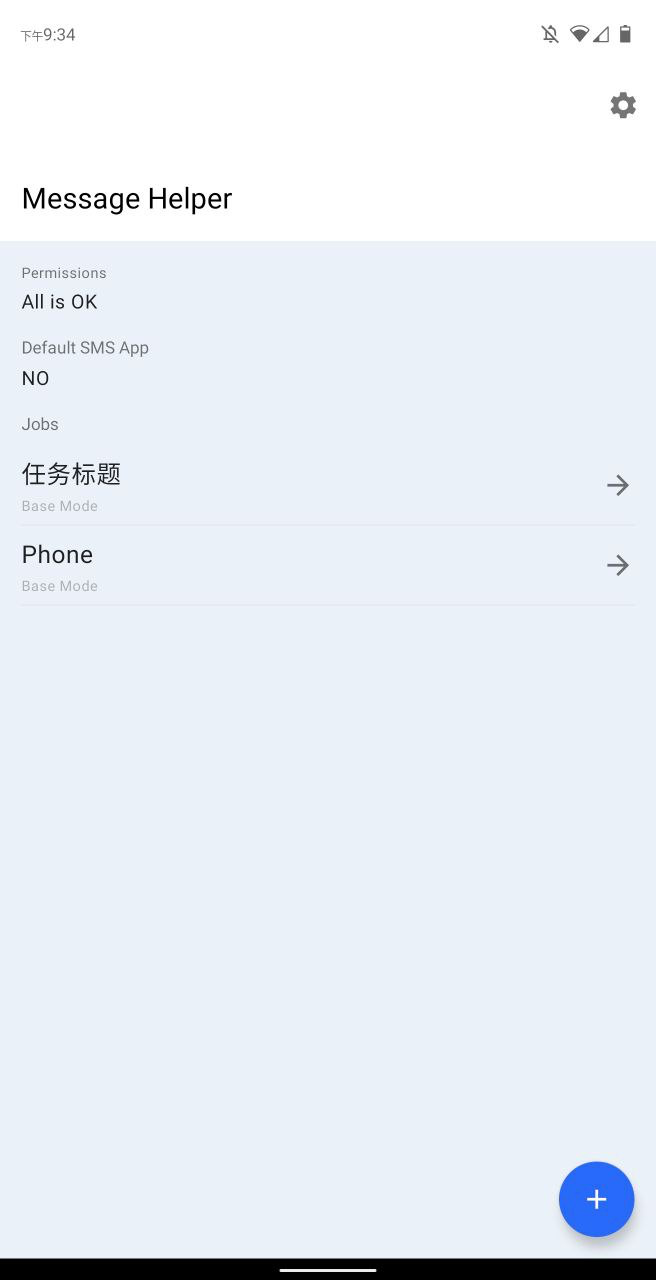 下午9:34
Message Helper
Permissions
All is OK
Default SMS App
NO
Jobs
任务标题
Base Mode
Phone
Base Mode